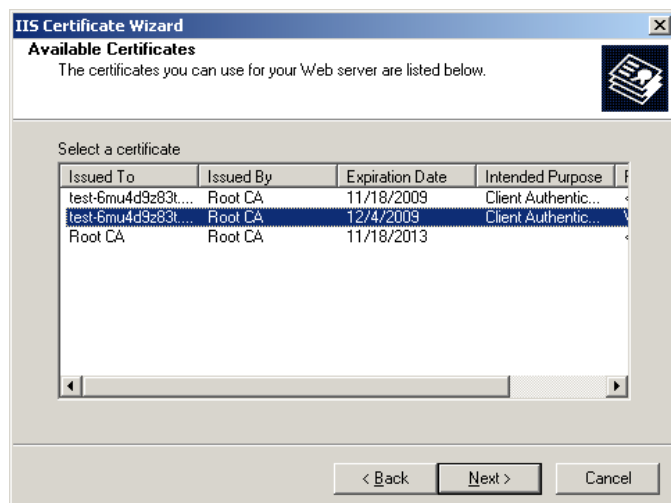 IIS Certificate Wizard
Available Certificates
The certificates you can use for your Web server are listed below.
Select a certificate
Issued To Issued By Expiration Date Intended Purpose
test-6mu4d9z83t.... Root CA 11/18/2009 Client Authentic...
test-6mu4d9z83t.... Root CA 12/4/2009 Client Authentic...
Root CA Root CA 11/18/2013
< Back Next > Cancel